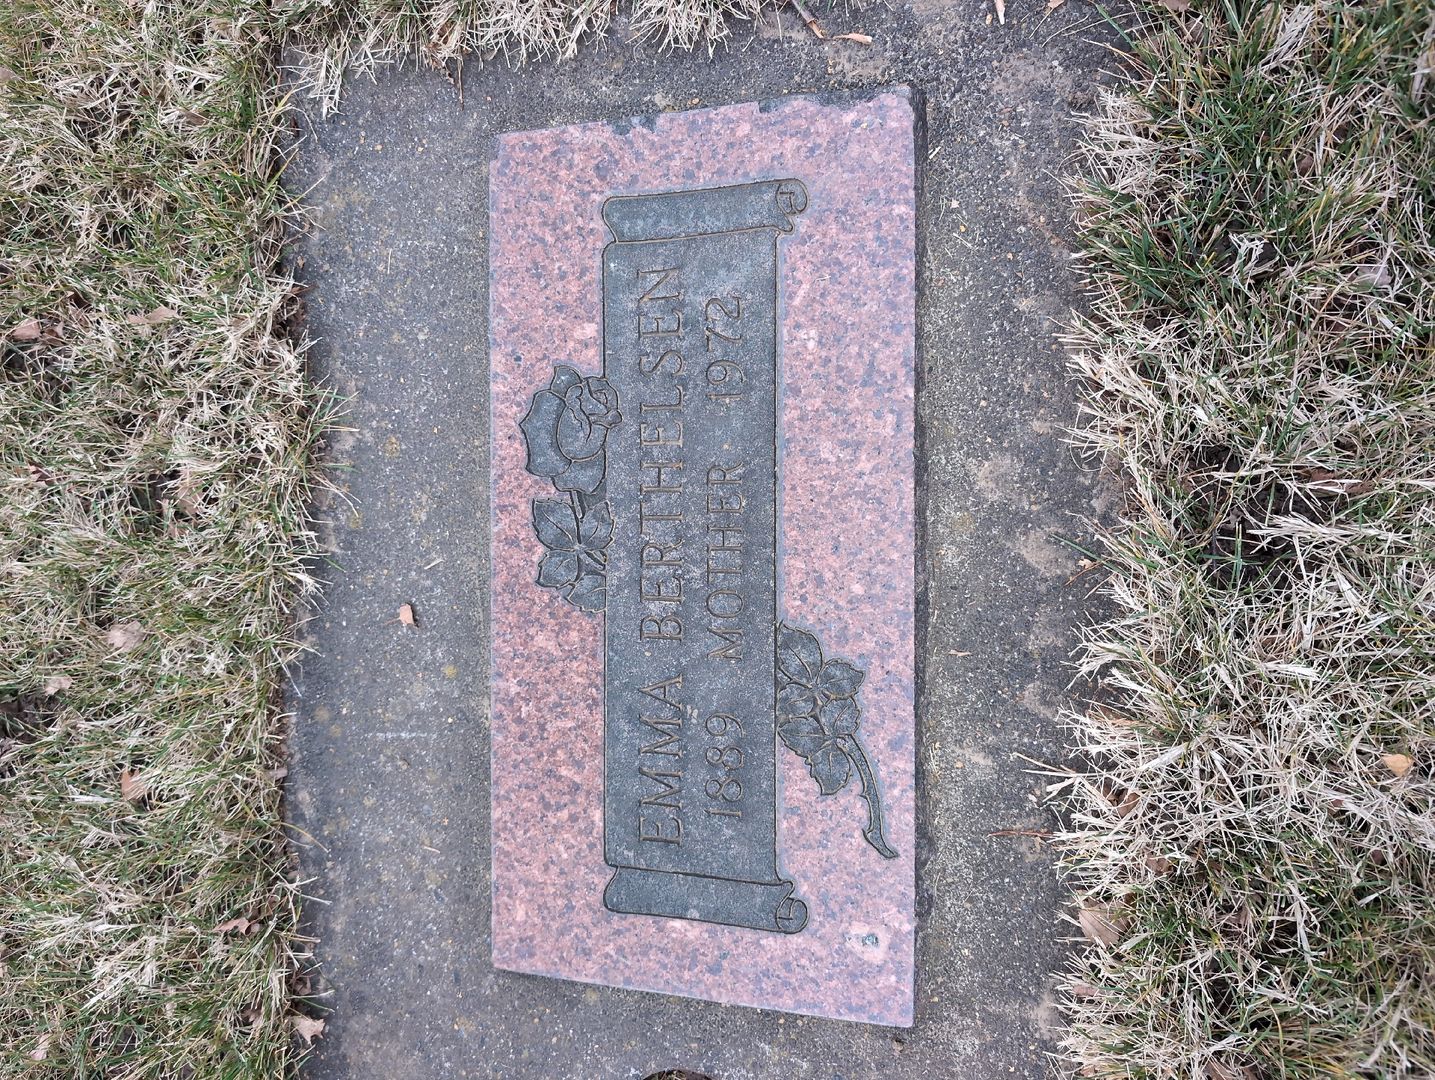 EMMA BERTHELSEN
1889 MOTHER 1972